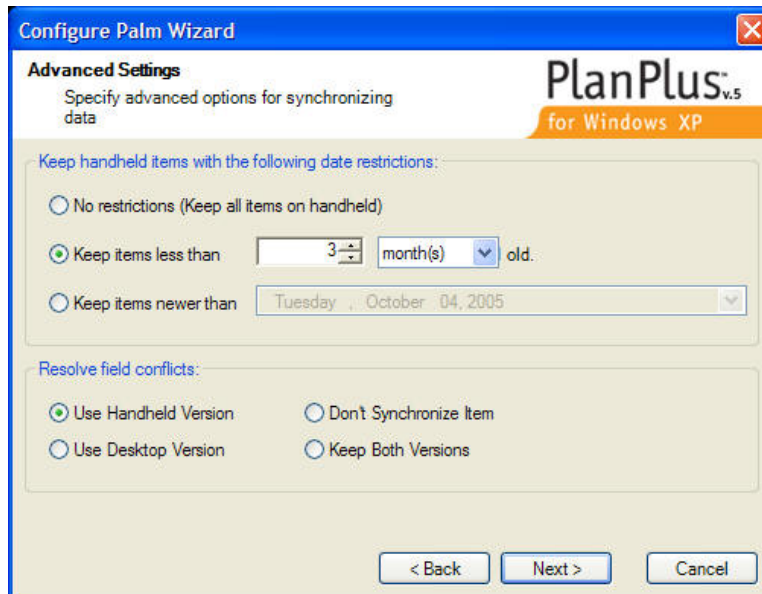 Configure Palm Wizard
Advanced Settings
Specify advanced options for synchronizing
data
PlanPlus™ v.5
for Windows XP
Keep handheld items with the following date restrictions:
No restrictions (Keep all items on handheld)
Keep items less than 3 month(s) old.
Keep items newer than Tuesday , October 04, 2005
Resolve field conflicts:
Use Handheld Version Don't Synchronize Item
Use Desktop Version Keep Both Versions
< Back Next > Cancel